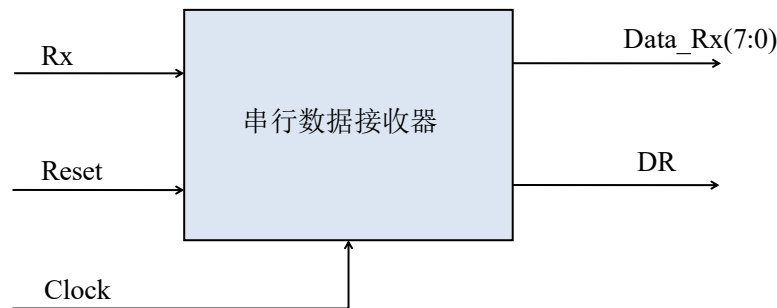 Rx
Data_Rx(7:0)
串行数据接收器
Reset
DR
Clock